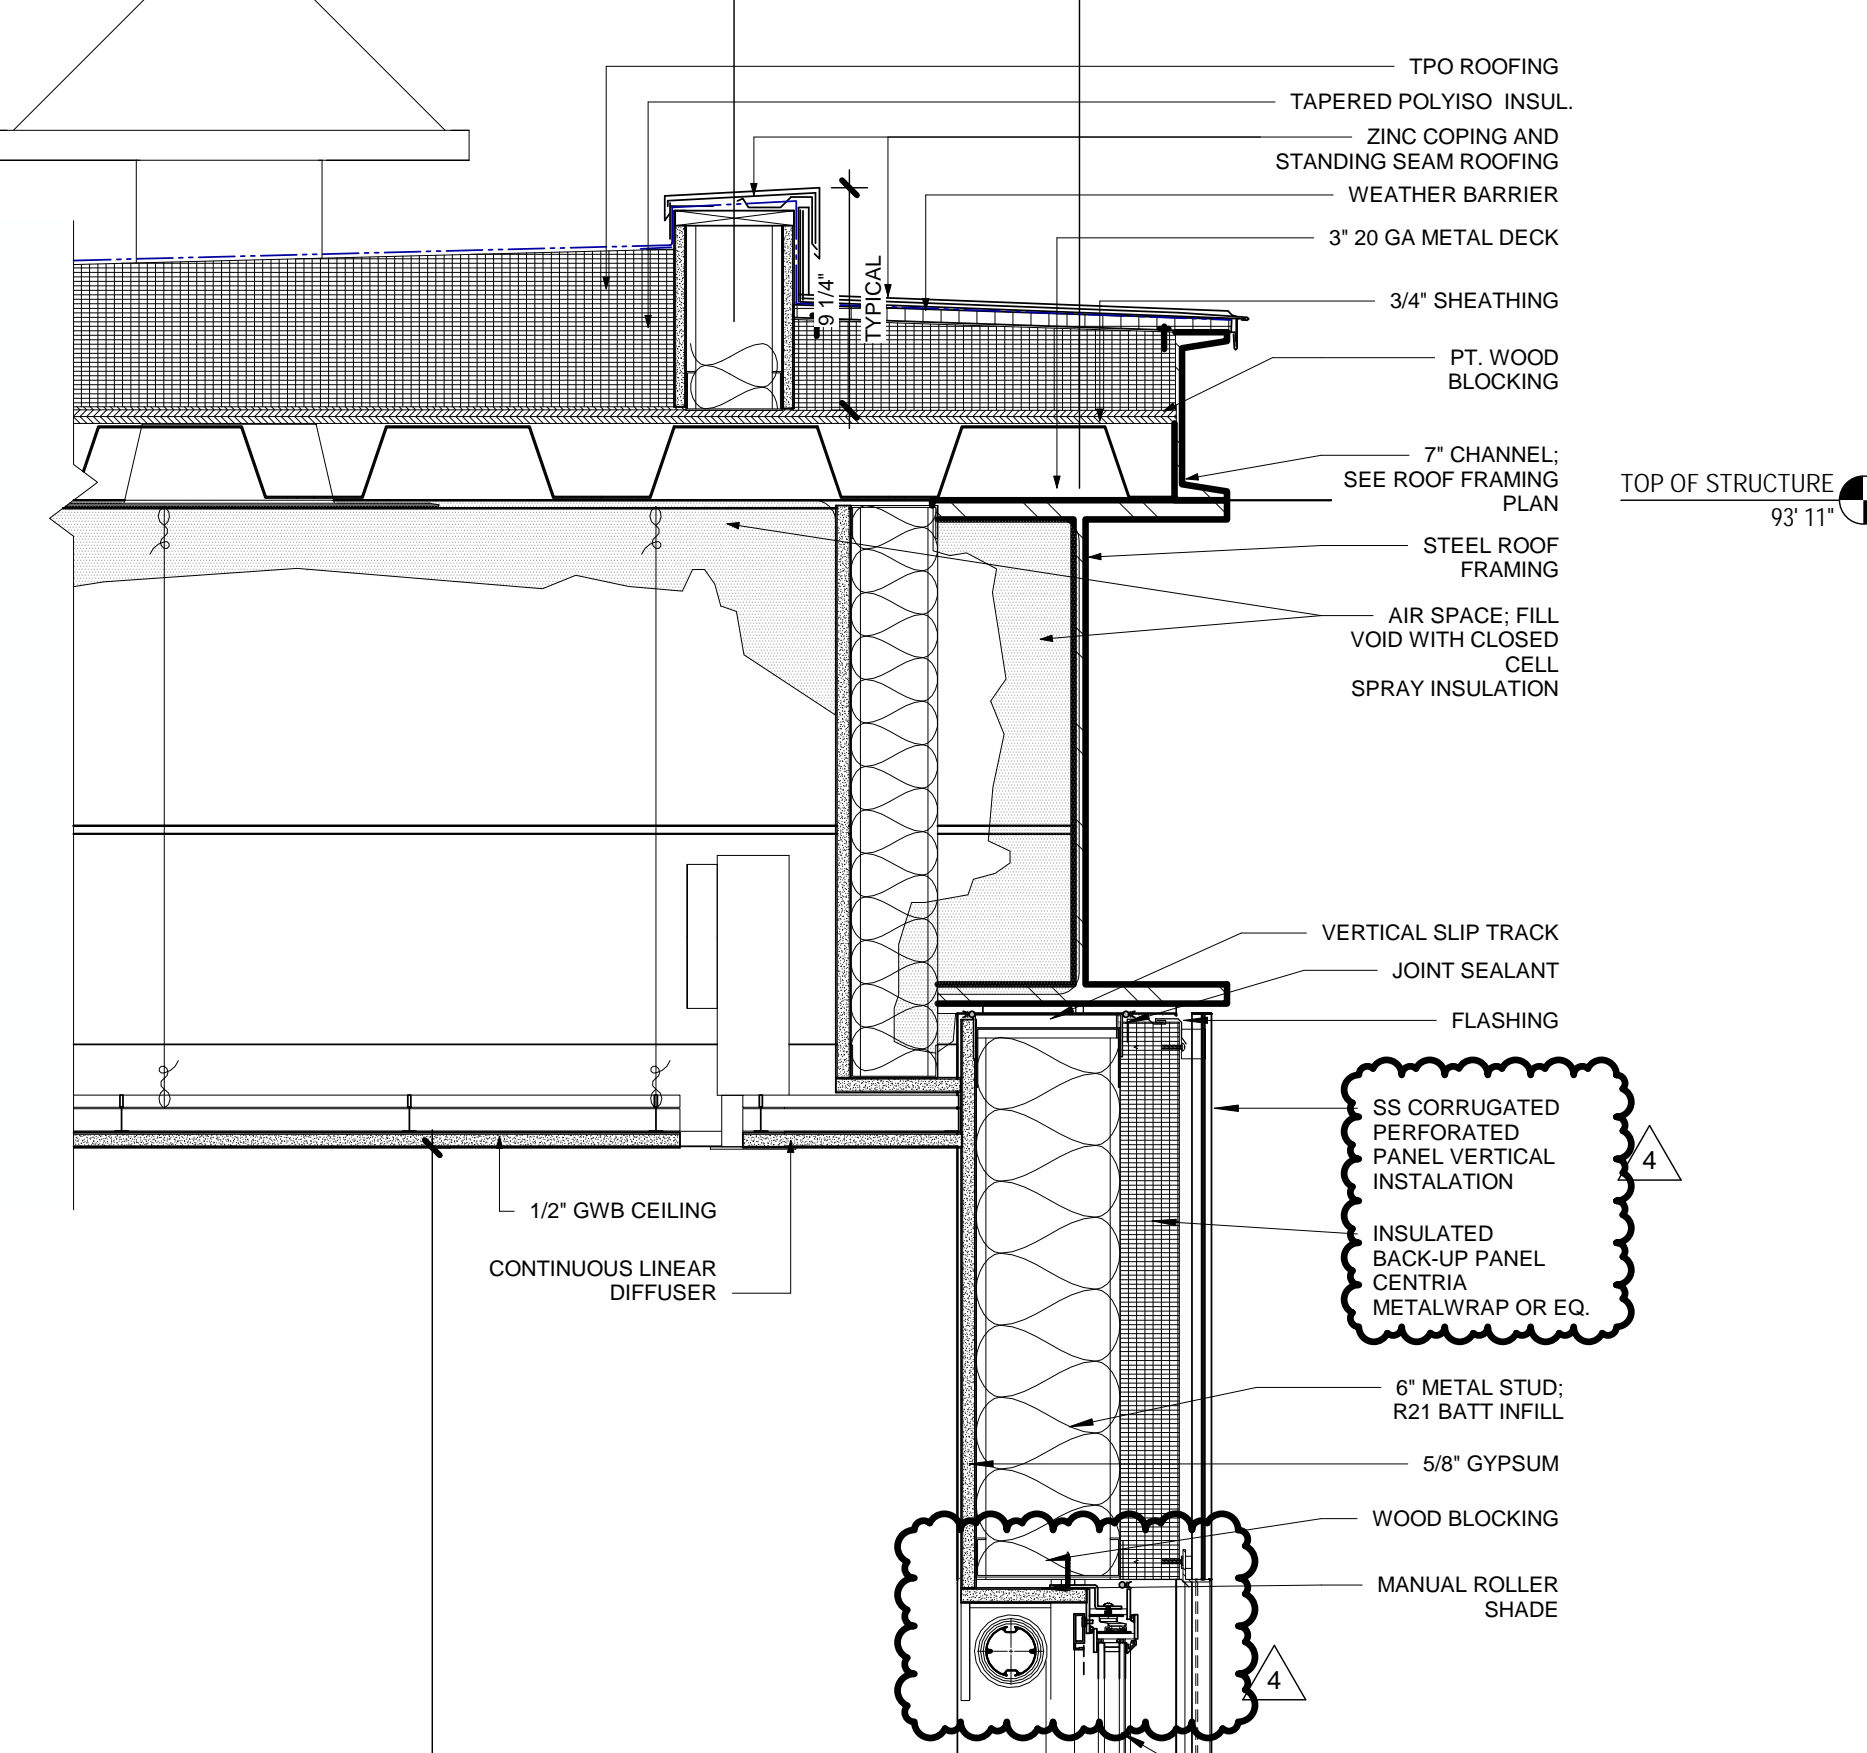 TPO ROOFING
TAPERED POLYISO INSUL.
ZINC COPING AND
STANDING SEAM ROOFING
WEATHER BARRIER
3" 20 GA METAL DECK
3/4" SHEATHING
PT. WOOD
BLOCKING
9 1/4"
TYPICAL
7" CHANNEL;
SEE ROOF FRAMING
PLAN
TOP OF STRUCTURE
93' 11"
STEEL ROOF
FRAMING
AIR SPACE; FILL
VOID WITH CLOSED
CELL
SPRAY INSULATION
VERTICAL SLIP TRACK
JOINT SEALANT
FLASHING
SS CORRUGATED
PERFORATED
PANEL VERTICAL
INSTALATION
4
INSULATED
BACK-UP PANEL
CENTRIA
METALWRAP OR EQ.
1/2" GWB CEILING
CONTINUOUS LINEAR
DIFFUSER
6" METAL STUD;
R21 BATT INFILL
5/8" GYPSUM
WOOD BLOCKING
MANUAL ROLLER
SHADE
4